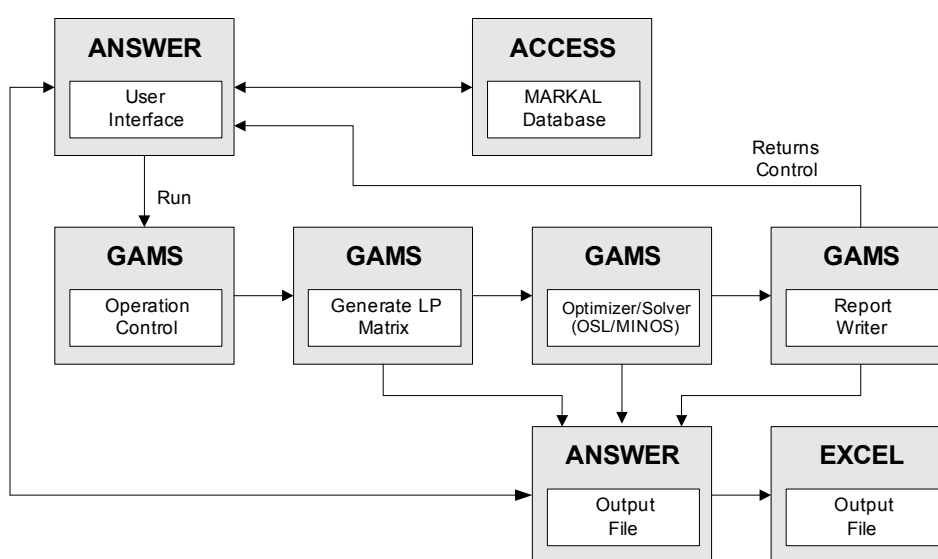 ANSWER
User
Interface
ACCESS
MARKAL
Database
Returns
Control
Run
GAMS
Operation
Control
GAMS
Generate LP
Matrix
GAMS
Optimizer/Solver
(OSL/MINOS)
GAMS
Report
Writer
ANSWER
Output
File
EXCEL
Output
File